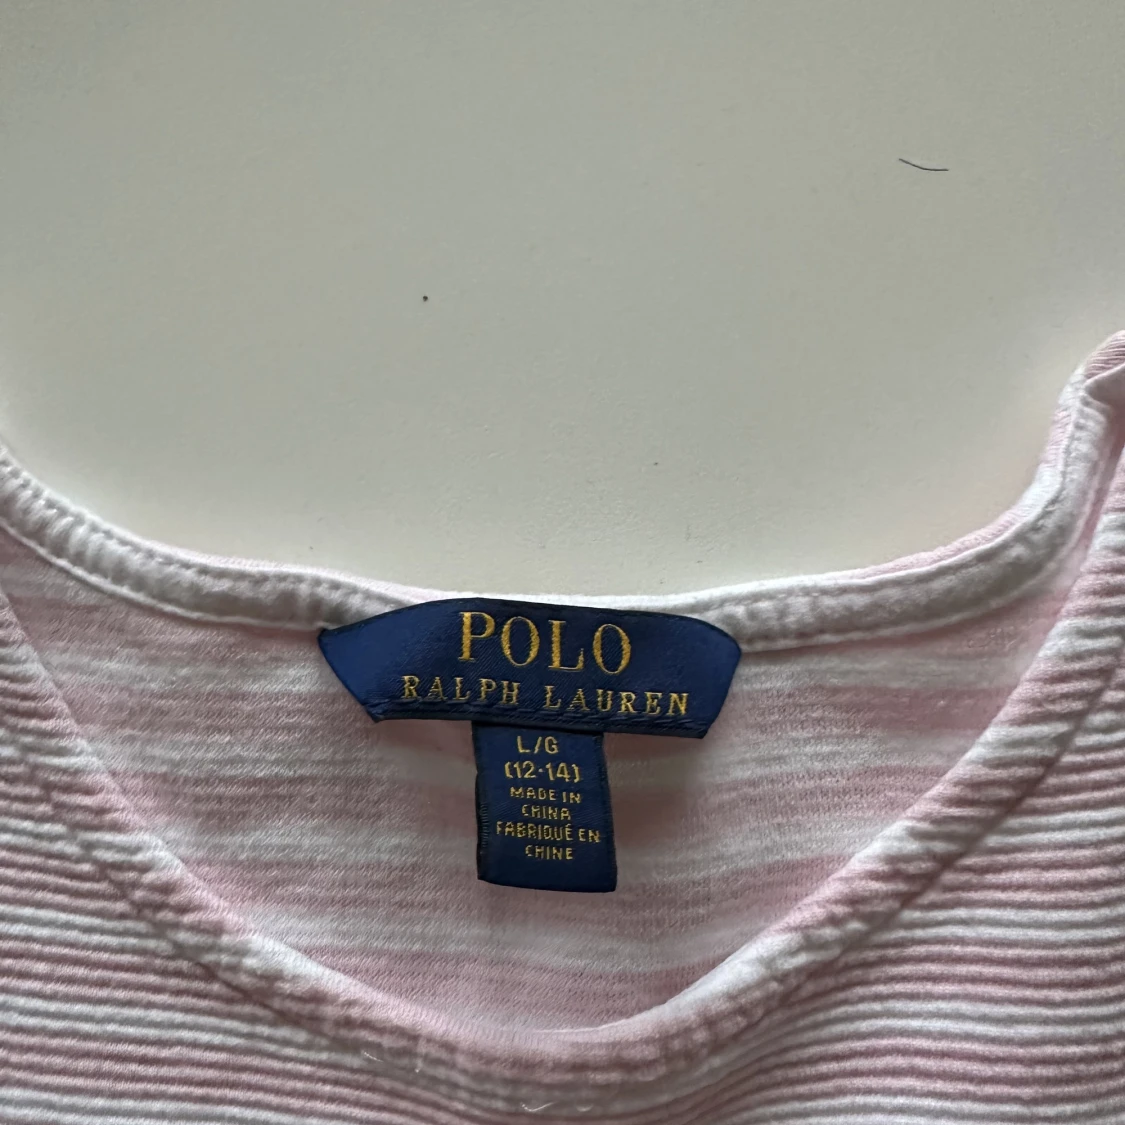 POLO
RALPH LAUREN
L/G
(12-14)
MADE IN
CHINA
FABRIQUÉ EN
CHINE